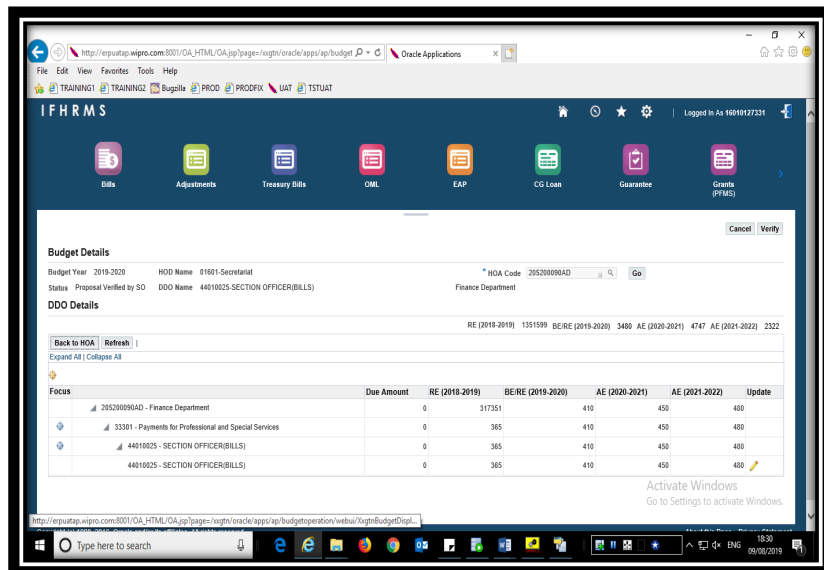 http://erpuatap.wipro.com:8001/OA_HTML/OA.jsp?page=/xxgtn/oracle/apps/ap/budget
Oracle Applications
File Edit View Favorites Tools Help
TRAINING1 TRAINING2 Bugzilla PROD PRODFIX UAT TSTUAT
IFHRMS
Logged In As 16010127331
Bills Adjustments Treasury Bills OML EAP CG Loan Guarantee Grants (PFMS)
Cancel Verify
Budget Details
Budget Year 2019-2020 HOD Name 01601-Secretariat * HOA Code 205200090AD Go
Status Proposal Verified by SO DDO Name 44010025-SECTION OFFICER(BILLS) Finance Department
DDO Details
RE (2018-2019) 1351599 BE/RE (2019-2020) 3480 AE (2020-2021) 4747 AE (2021-2022) 2322
Back to HOA Refresh |
Expand All | Collapse All
Focus Due Amount RE (2018-2019) BE/RE (2019-2020) AE (2020-2021) AE (2021-2022) Update
205200090AD - Finance Department 0 317351 410 450 480
33301 - Payments for Professional and Special Services 0 365 410 450 480
44010025 - SECTION OFFICER(BILLS) 0 365 410 450 480
44010025 - SECTION OFFICER(BILLS) 0 365 410 450 480
Activate Windows
Go to Settings to activate Windows.
http://erpuatap.wipro.com:8001/OA_HTML/OA.jsp?page=/xxgtn/oracle/apps/ap/budgetoperation/webui/XxgtnBudgetDispl...
Type here to search
ENG
18:30
09/08/2019